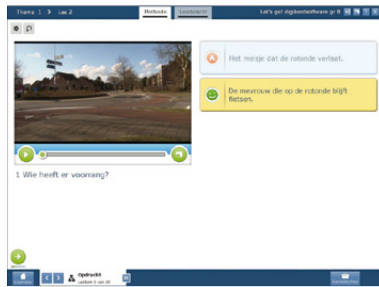 Thema 1 Les 2
Methode
Let's go! digibordsoftware gr 8
A Het meisje dat de rotonde verlaat.
De mevrouw die op de rotonde blijft
fietsen.
1 Wie heeft er voorrang?
Opdracht